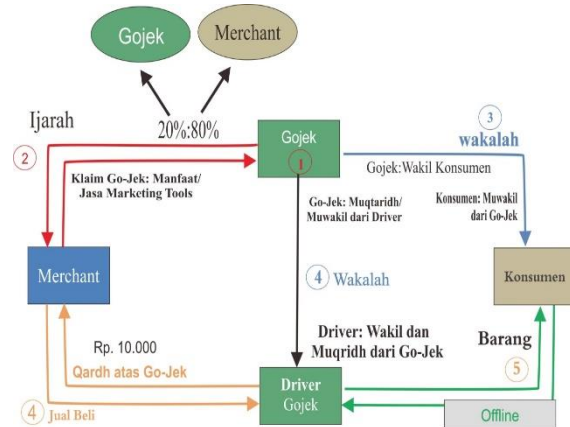 Gojek
Merchant
20%:80%
Ijarah
2
Gojek
1
3
wakalah
Gojek:Wakil Konsumen
Klaim Go-Jek: Manfaat/
Jasa Marketing Tools
Go-Jek: Muqtaridh/
Muwakil dari Driver
Konsumen: Muwakil
dari Go-Jek
Merchant
4 Wakalah
Konsumen
Rp. 10.000
Qardh atas Go-Jek
Driver: Wakil dan
Muqridh dari Go-Jek
Barang
5
4 Jual Beli
Driver
Gojek
Offline